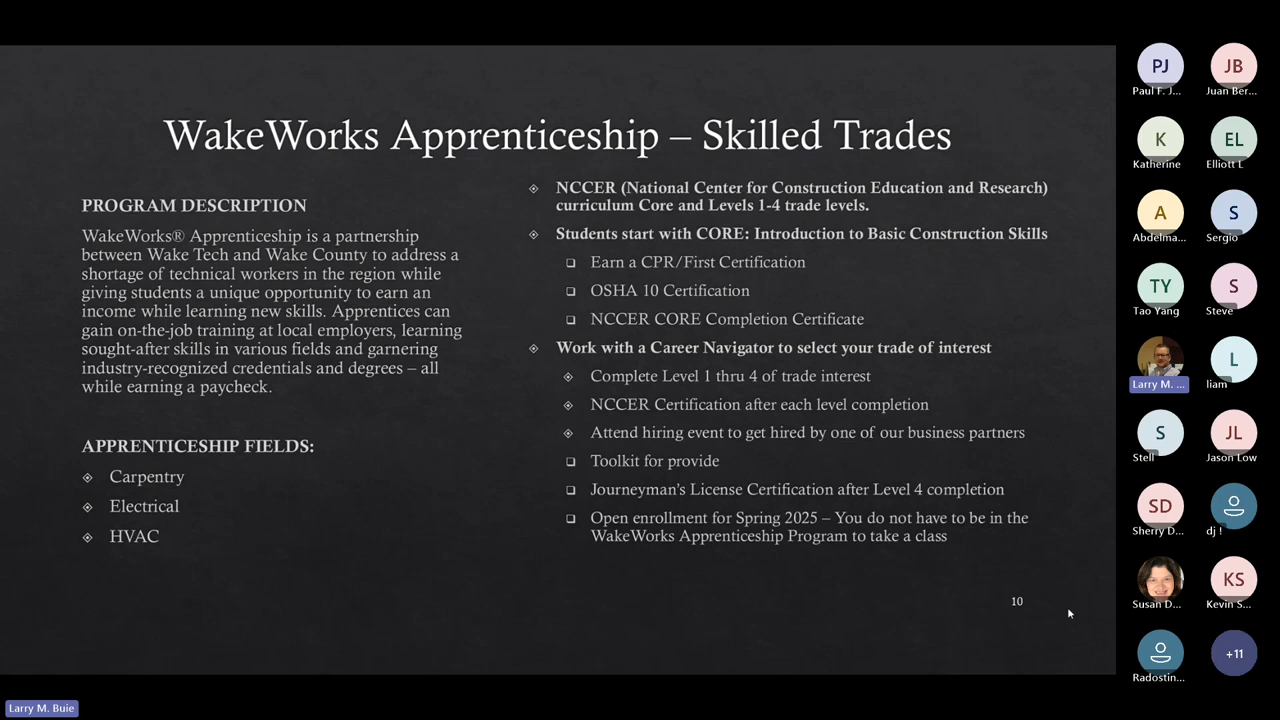 WakeWorks Apprenticeship – Skilled Trades
PROGRAM DESCRIPTION
WakeWorks® Apprenticeship is a partnership
between Wake Tech and Wake County to address a
shortage of technical workers in the region while
giving students a unique opportunity to earn an
income while learning new skills. Apprentices can
gain on-the-job training at local employers, learning
sought-after skills in various fields and garnering
industry-recognized credentials and degrees – all
while earning a paycheck.
APPRENTICESHIP FIELDS:
Carpentry
Electrical
HVAC
NCCER (National Center for Construction Education and Research)
curriculum Core and Levels 1-4 trade levels.
Students start with CORE: Introduction to Basic Construction Skills
Earn a CPR/First Certification
OSHA 10 Certification
NCCER CORE Completion Certificate
Work with a Career Navigator to select your trade of interest
Complete Level 1 thru 4 of trade interest
NCCER Certification after each level completion
Attend hiring event to get hired by one of our business partners
Toolkit for provide
Journeyman's License Certification after Level 4 completion
Open enrollment for Spring 2025 – You do not have to be in the
WakeWorks Apprenticeship Program to take a class
10
PJ
Paul F. J...
JB
Juan Ber...
K
Katherine
EL
Elliott L
A
Abdelma...
S
Sergio
TY
Tao Yang
S
Steve
Larry M. ...
L
liam
S
Stell
JL
Jason Low
SD
Sherry D...
dj !
Susan D...
KS
Kevin S...
Radostin...
+11
Larry M. Buie